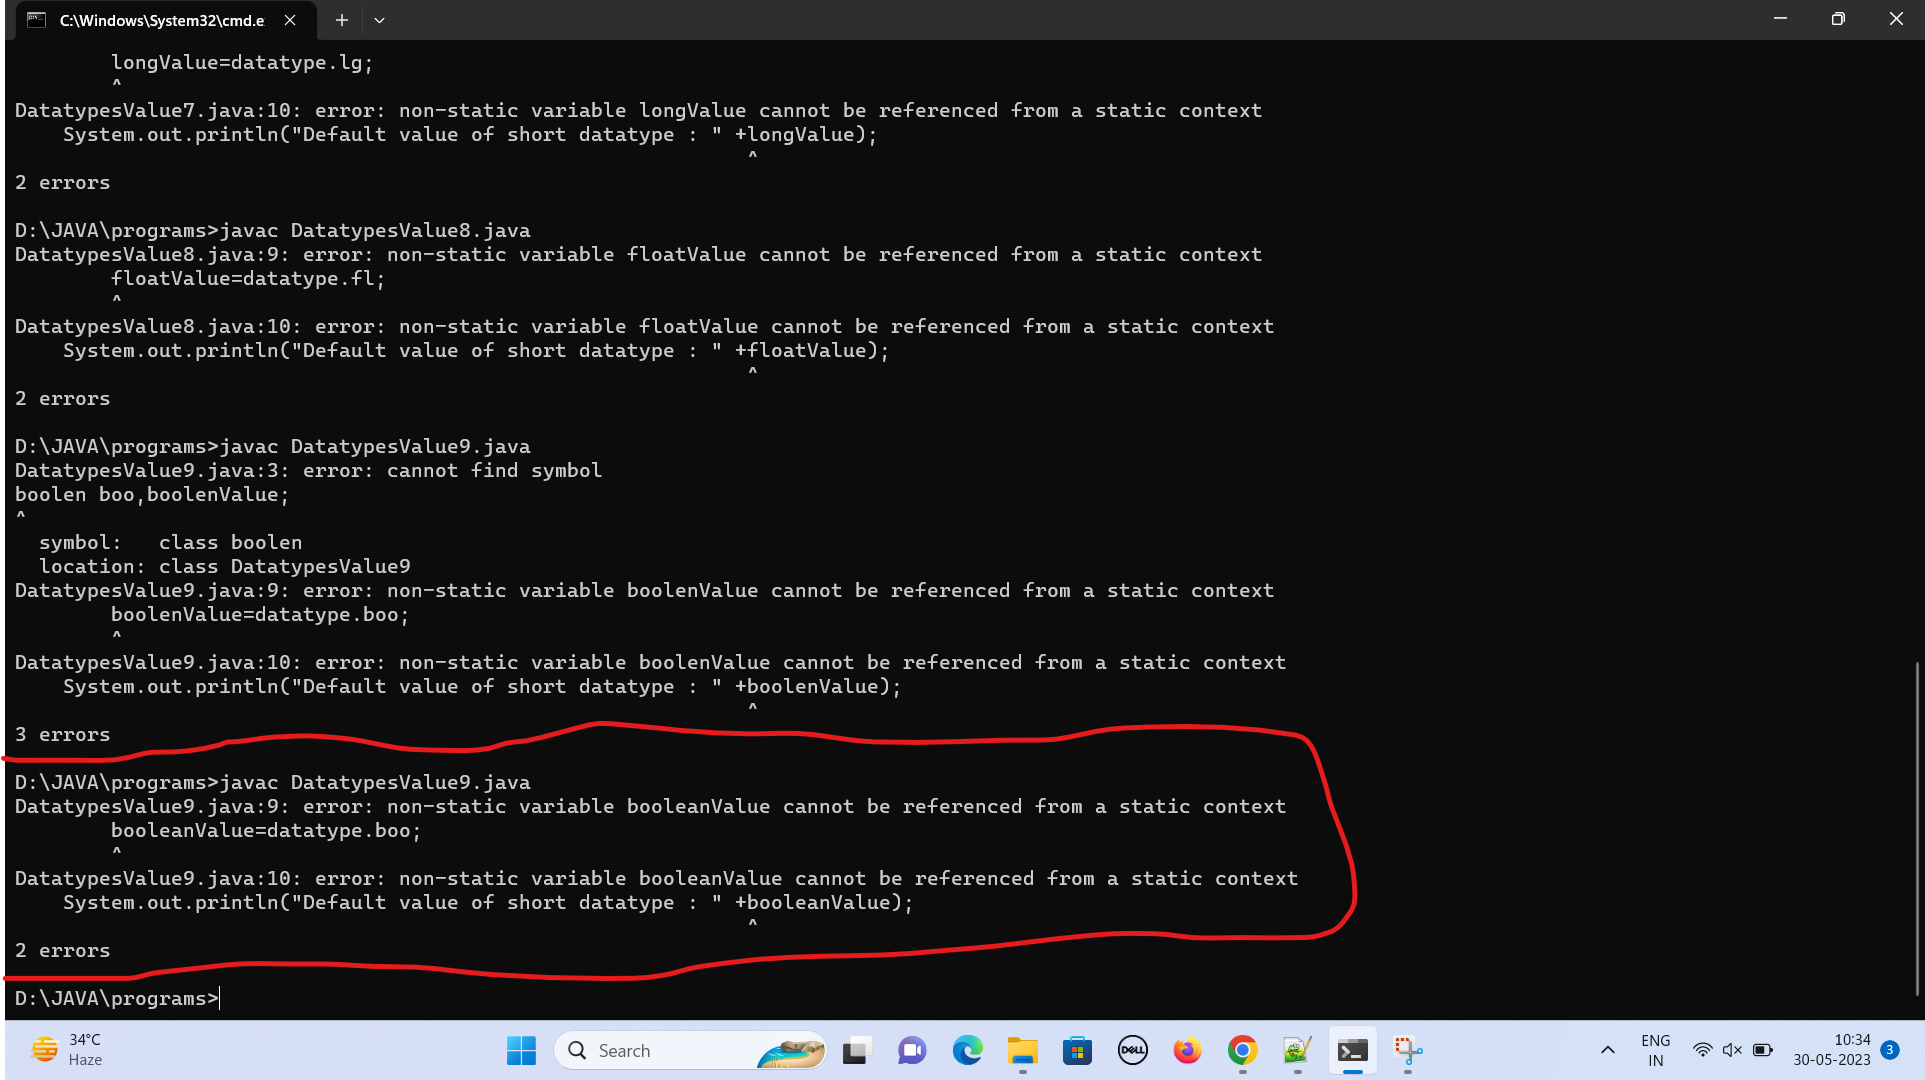 C:\Windows\System32\cmd.e
        longValue=datatype.lg;
        ^
DatatypesValue7.java:10: error: non-static variable longValue cannot be referenced from a static context
    System.out.println("Default value of short datatype : " +longValue);
                                                             ^
2 errors
D:\JAVA\programs>javac DatatypesValue8.java
DatatypesValue8.java:9: error: non-static variable floatValue cannot be referenced from a static context
        floatValue=datatype.fl;
        ^
DatatypesValue8.java:10: error: non-static variable floatValue cannot be referenced from a static context
    System.out.println("Default value of short datatype : " +floatValue);
                                                             ^
2 errors
D:\JAVA\programs>javac DatatypesValue9.java
DatatypesValue9.java:3: error: cannot find symbol
boolen boo,boolenValue;
^
  symbol:   class boolen
  location: class DatatypesValue9
DatatypesValue9.java:9: error: non-static variable boolenValue cannot be referenced from a static context
        boolenValue=datatype.boo;
        ^
DatatypesValue9.java:10: error: non-static variable boolenValue cannot be referenced from a static context
    System.out.println("Default value of short datatype : " +boolenValue);
                                                             ^
3 errors
D:\JAVA\programs>javac DatatypesValue9.java
DatatypesValue9.java:9: error: non-static variable booleanValue cannot be referenced from a static context
        booleanValue=datatype.boo;
        ^
DatatypesValue9.java:10: error: non-static variable booleanValue cannot be referenced from a static context
    System.out.println("Default value of short datatype : " +booleanValue);
                                                             ^
2 errors
D:\JAVA\programs>
34°C
Haze
Search
DELL
ENG
IN
10:34
30-05-2023
3